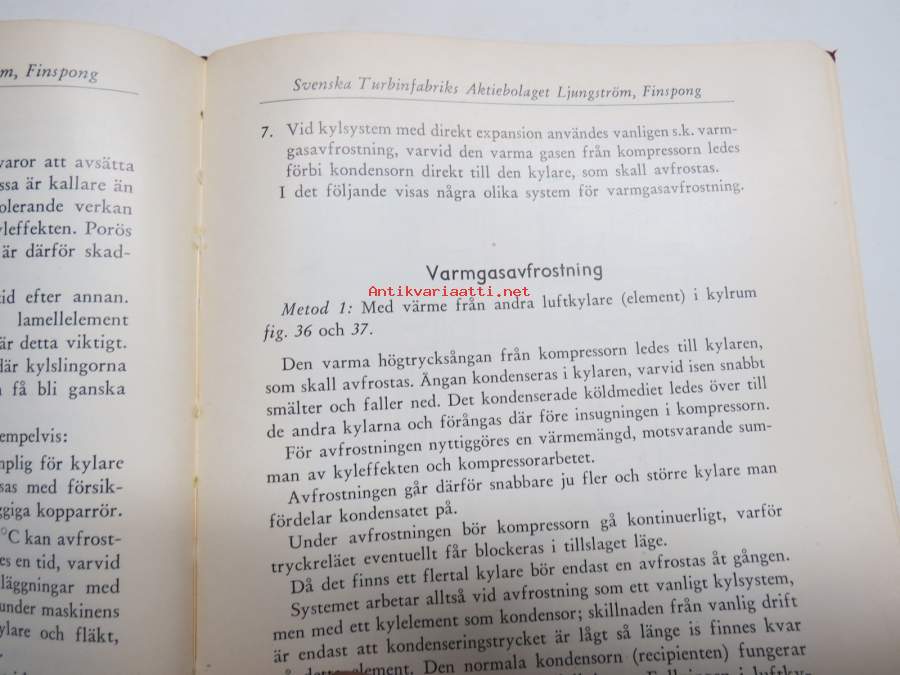 m, Finspong
varor att avsätta
ssa är kallare än
olerande verkan
yleffekten. Porös
är därför skad-
tid efter annan.
lamellelement
är detta viktigt.
där kylslingorna
få bli ganska
empelvis:
mplig för kylare
sas med försik-
ggiga kopparrör.
°C kan avfrost-
es en tid, varvid
läggningar med
under maskinens
ylare och fläkt,
Svenska Turbinfabriks Aktiebolaget Ljungström, Finspong
7. Vid kylsystem med direkt expansion användes vanligen s.k. varm-
gasavfrostning, varvid den varma gasen från kompressorn ledes
förbi kondensorn direkt till den kylare, som skall avfrostas.
I det följande visas några olika system för varmgasavfrostning.
Varmgasavfrostning
Antikvariaatti.net
Metod 1: Med värme från andra luftkylare (element) i kylrum
fig. 36 och 37.
Den varma högtrycksångan från kompressorn ledes till kylaren,
som skall avfrostas. Ängan kondenseras i kylaren, varvid isen snabbt
smälter och faller ned. Det kondenserade köldmediet ledes över till
de andra kylarna och förångas där före insugningen i kompressorn.
För avfrostningen nyttiggöres en värmemängd, motsvarande sum-
man av kyleffekten och kompressorarbetet.
Avfrostningen går därför snabbare ju fler och större kylare man
fördelar kondensatet på.
Under avfrostningen bör kompressorn gå kontinuerligt, varför
tryckreläet eventuellt får blockeras i tillslaget läge.
Då det finns ett flertal kylare bör endast en avfrostas åt gången.
Systemet arbetar alltså vid avfrostning som ett vanligt kylsystem,
men med ett kylelement som kondensor; skillnaden från vanlig drift
är endast att kondenseringstrycket är lågt så länge is finnes kvar
på detta element. Den normala kondensorn (recipienten) fungerar